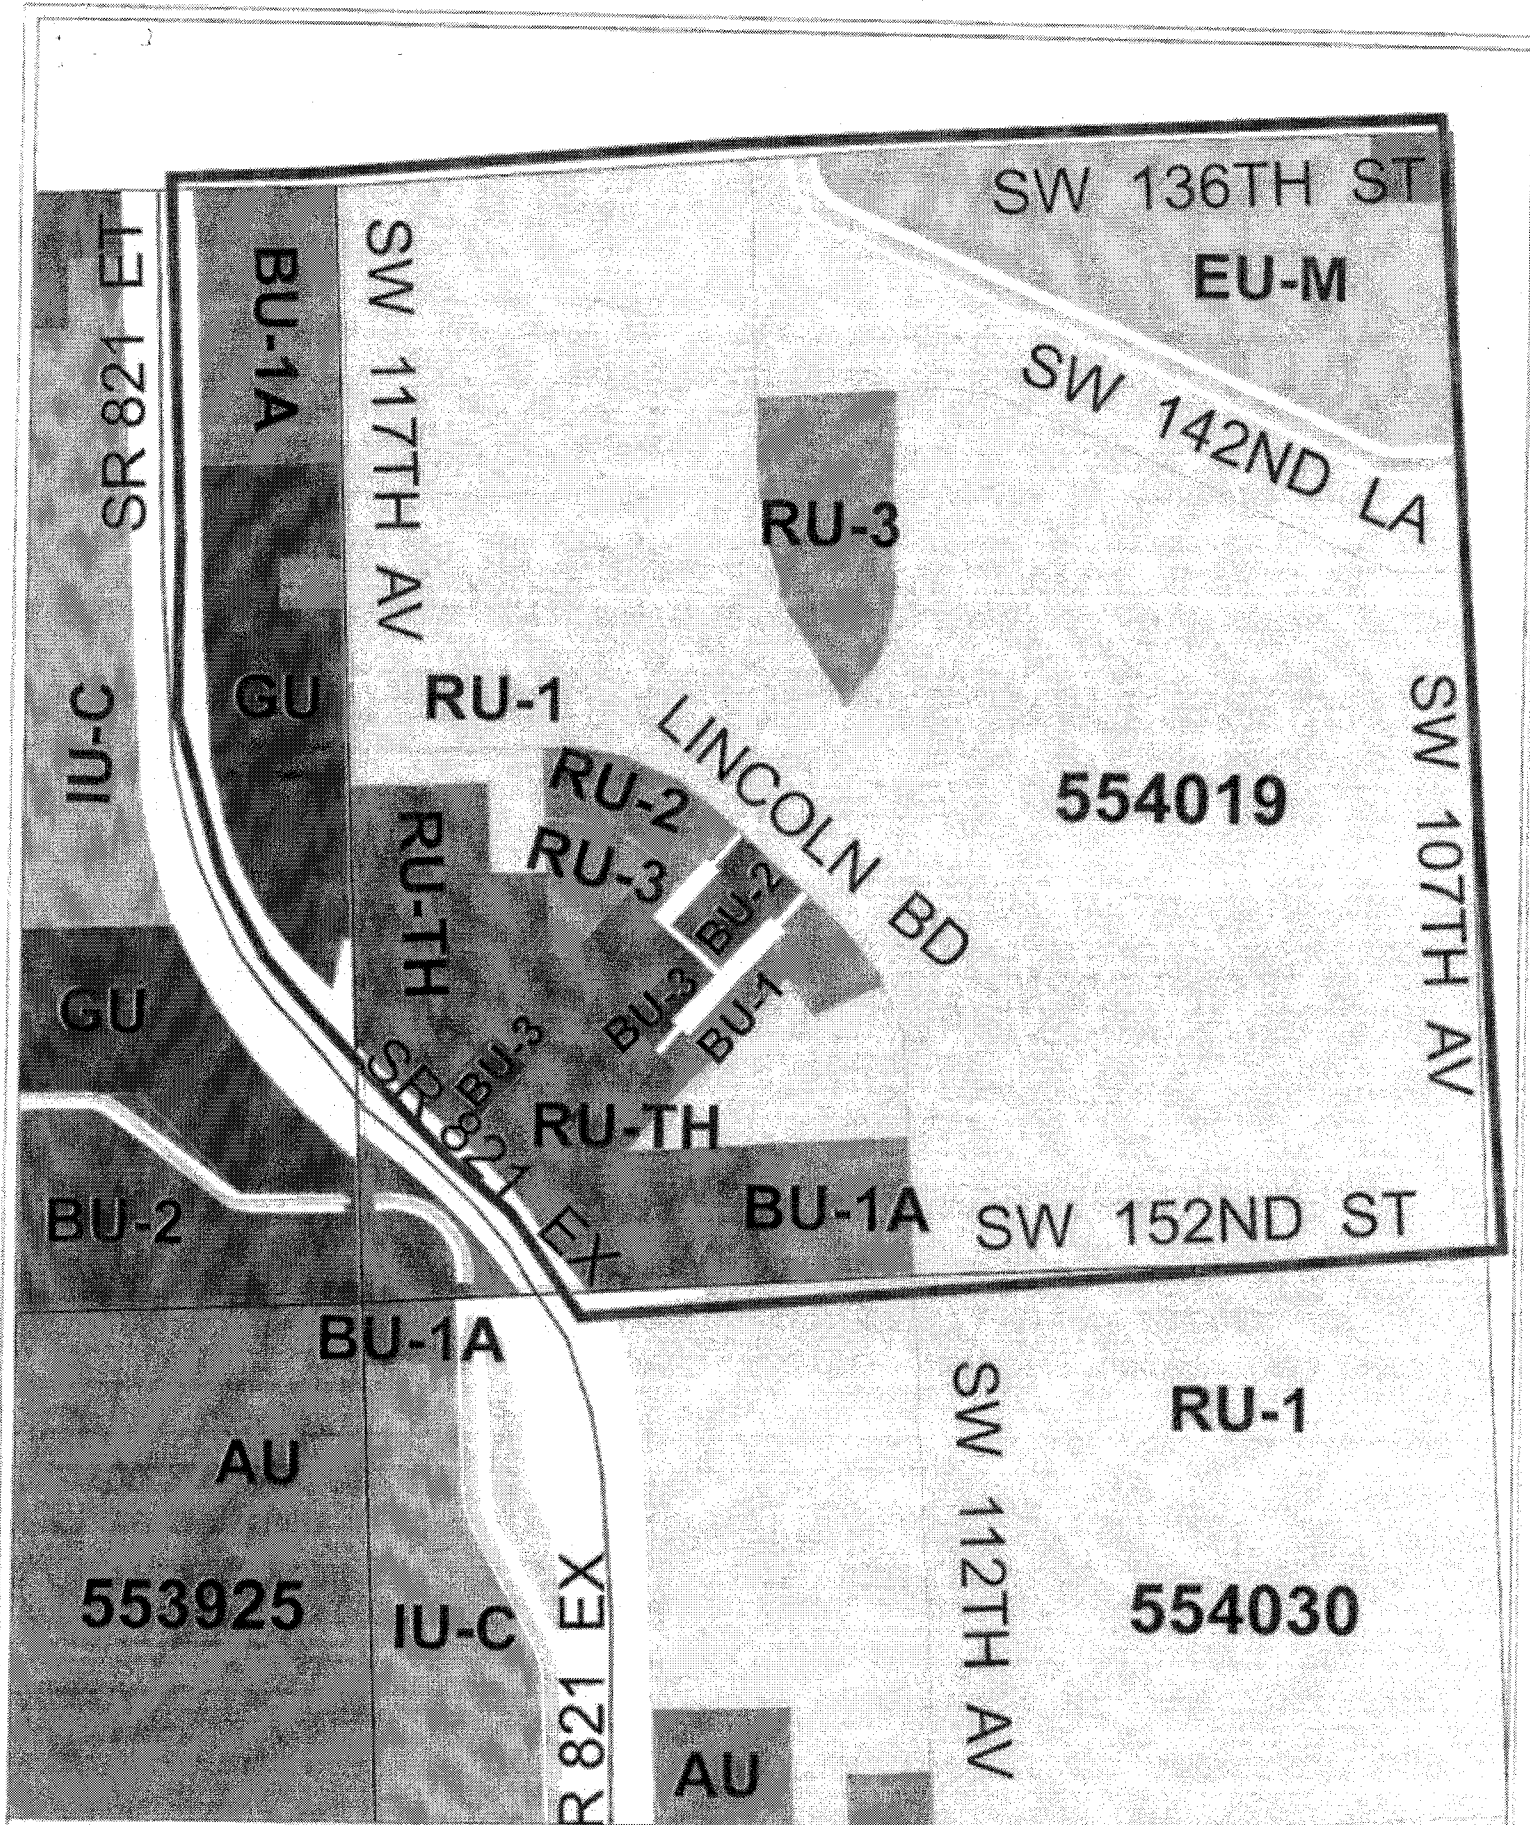 SW 136TH ST
EU-M
SR 821 ET
BU-1A
SW 117TH AV
SW 142ND LA
RU-3
IU-C
GU
RU-1
LINCOLN BD
SW 107TH AV
554019
RU-2
RU-3
RU-TH
BU-2
GU
BU-3
BU-1
BU-3
SR 821 EX
RU-TH
BU-2
BU-1A
SW 152ND ST
BU-1A
AU
SW 112TH AV
RU-1
553925
IU-C
R 821 EX
554030
AU